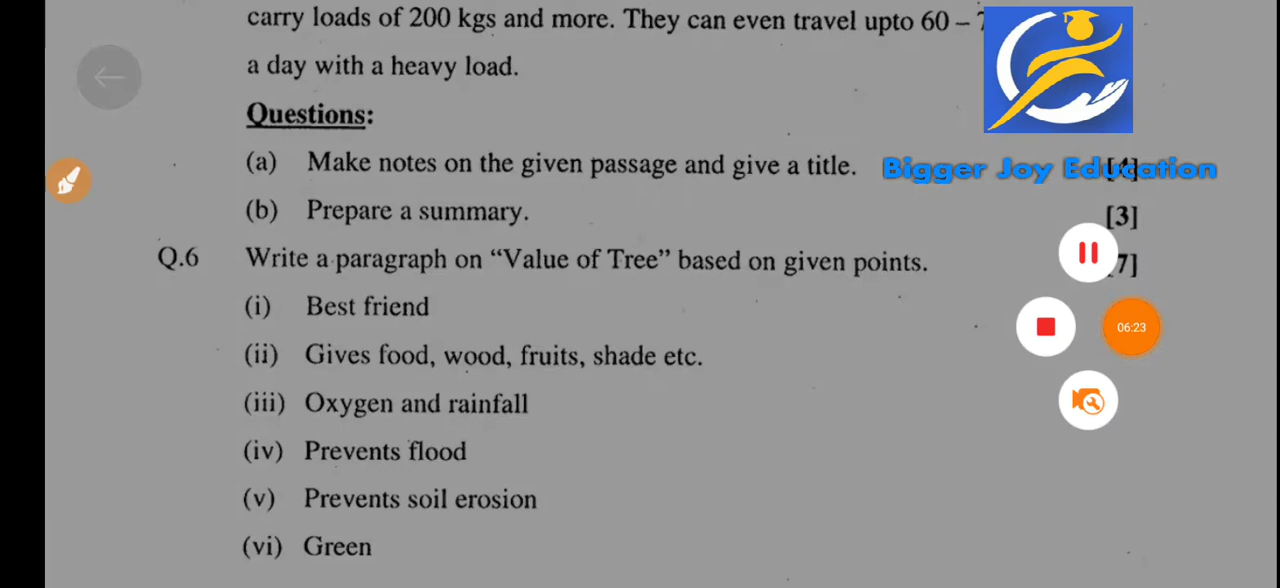 carry loads of 200 kgs and more. They can even travel upto 60 –
a day with a heavy load.
Questions:
(a) Make notes on the given passage and give a title. [4]
Bigger Joy Education
(b) Prepare a summary. [3]
Q.6 Write a paragraph on “Value of Tree” based on given points. 7]
(i) Best friend
(ii) Gives food, wood, fruits, shade etc.
06:23
(iii) Oxygen and rainfall
(iv) Prevents flood
(v) Prevents soil erosion
(vi) Green